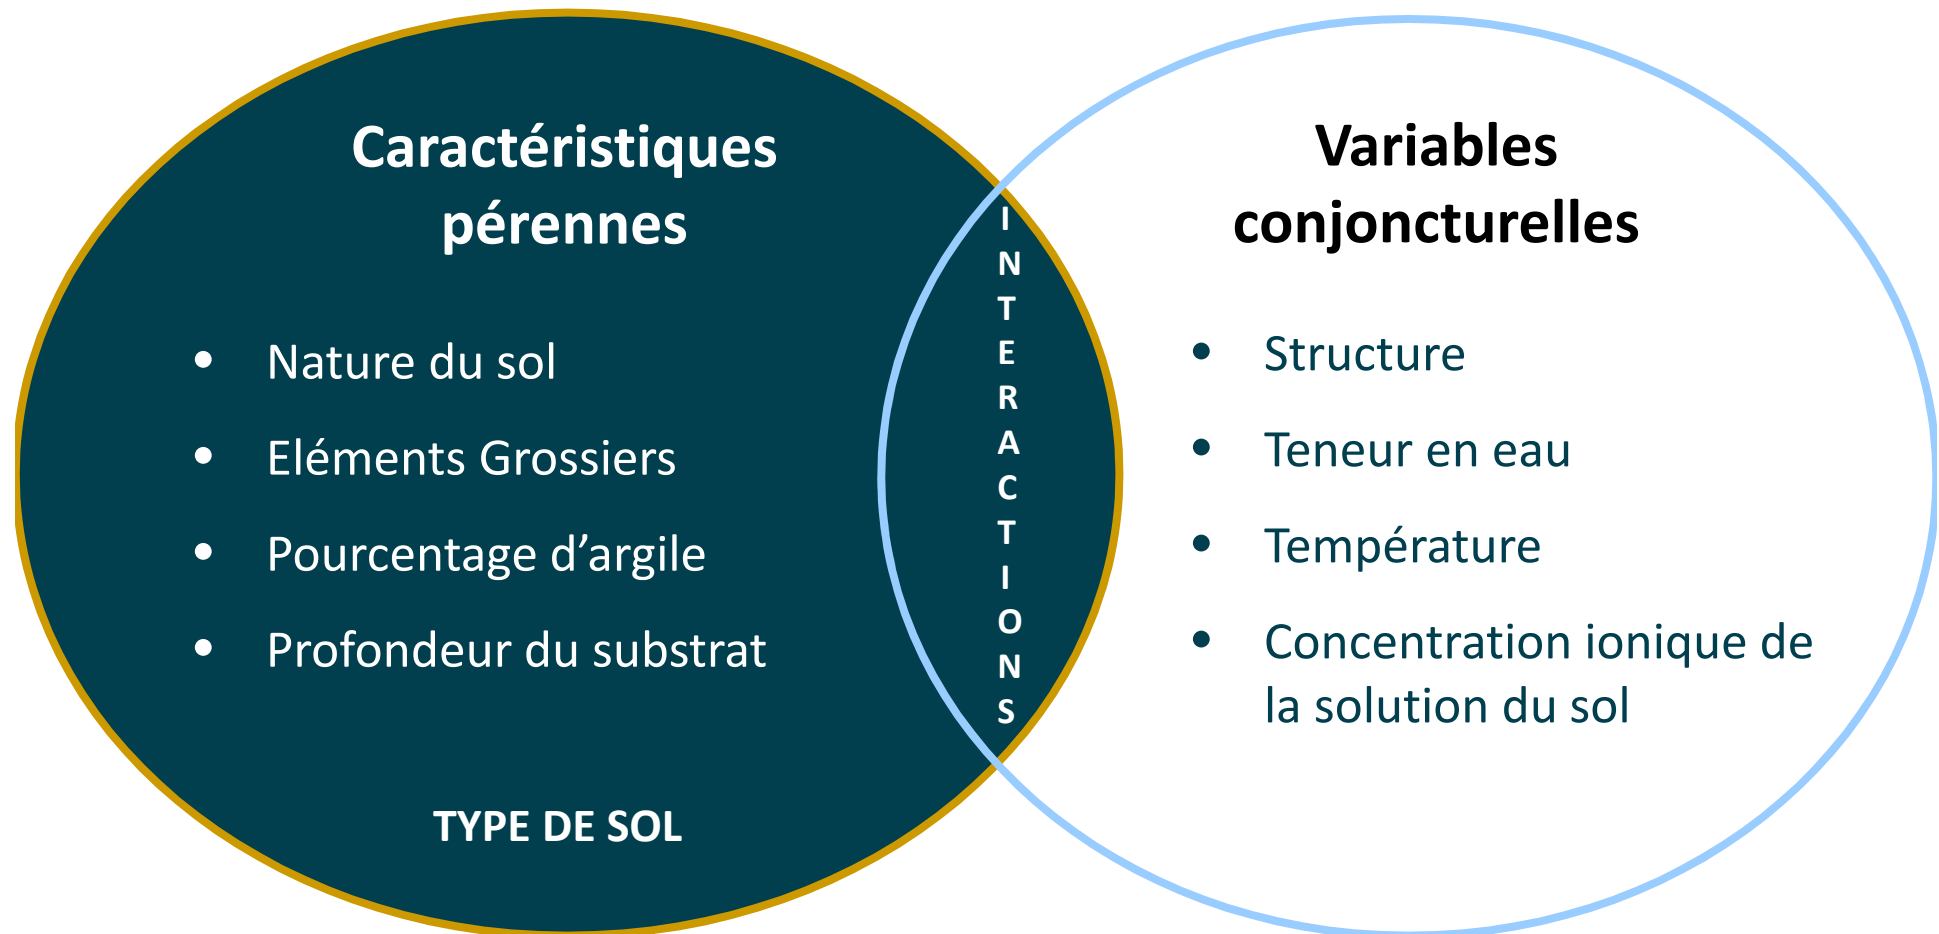 Caractéristiques
pérennes
• Nature du sol
• Eléments Grossiers
• Pourcentage d’argile
• Profondeur du substrat
TYPE DE SOL
INTERACTIONS
Variables
conjoncturelles
• Structure
• Teneur en eau
• Température
• Concentration ionique de
la solution du sol